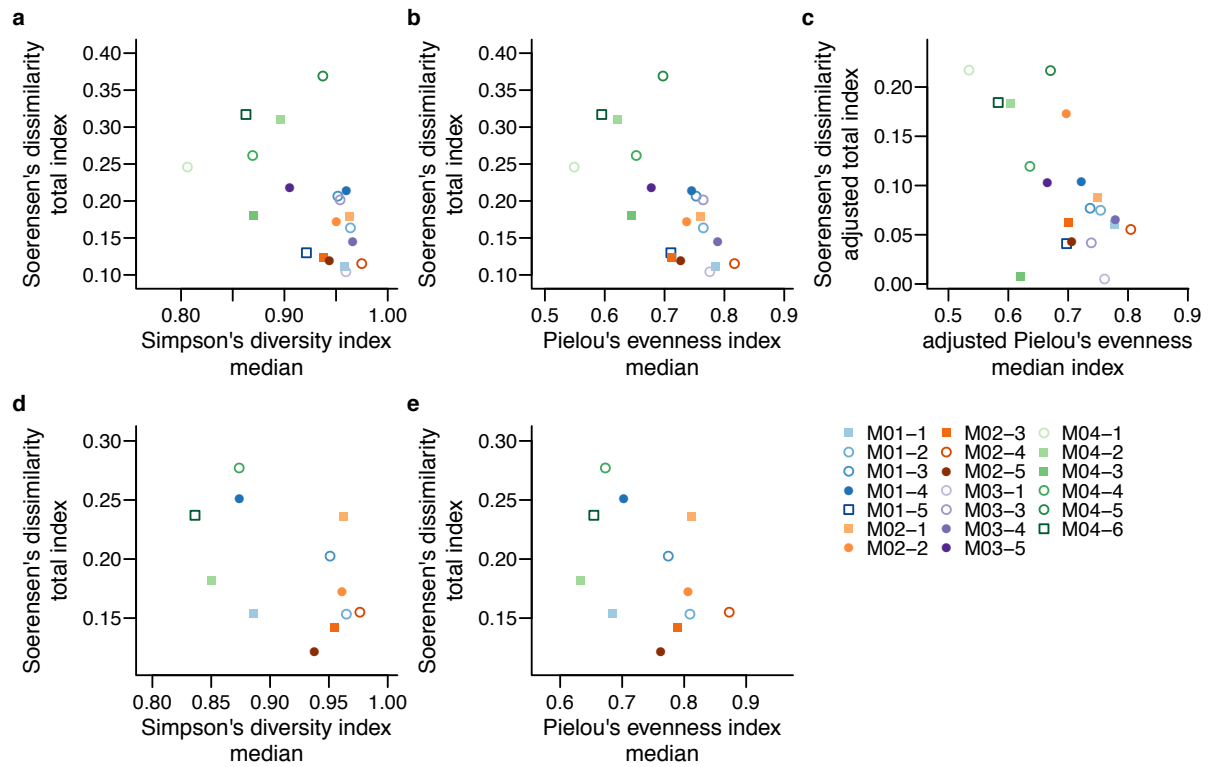 a
Soerensen's dissimilarity
total index
0.40
0.35
0.30
0.25
0.20
0.15
0.10
0.80
0.90
1.00
Simpson's diversity index
median
b
Soerensen's dissimilarity
total index
0.40
0.35
0.30
0.25
0.20
0.15
0.10
0.5
0.6
0.7
0.8
0.9
Pielou's evenness index
median
c
Soerensen's dissimilarity
adjusted total index
0.20
0.15
0.10
0.05
0.00
0.5
0.6
0.7
0.8
0.9
adjusted Pielou's evenness
median index
d
Soerensen's dissimilarity
total index
0.30
0.25
0.20
0.15
0.80
0.85
0.90
0.95
1.00
Simpson's diversity index
median
e
Soerensen's dissimilarity
total index
0.30
0.25
0.20
0.15
0.6
0.7
0.8
0.9
Pielou's evenness index
median
M01−1
M01−2
M01−3
M01−4
M01−5
M02−1
M02−2
M02−3
M02−4
M02−5
M03−1
M03−3
M03−4
M03−5
M04−1
M04−2
M04−3
M04−4
M04−5
M04−6